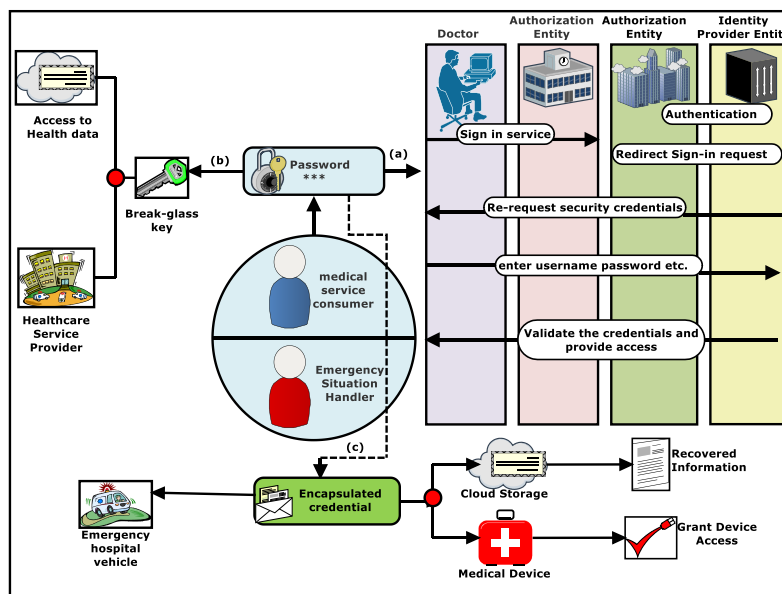 Doctor
Authorization
Entity
Authorization
Entity
Identity
Provider Entity
Access to
Health data
Authentication
Sign in service
Redirect Sign-in request
(b)
Password
***
(a)
Break-glass
key
Re-request security credentials
medical
service
consumer
enter username password etc.
Healthcare
Service
Provider
Validate the credentials and
provide access
Emergency
Situation
Handler
(c)
Recovered
Information
Cloud Storage
Encapsulated
credential
Emergency
hospital
vehicle
Grant Device
Access
Medical Device